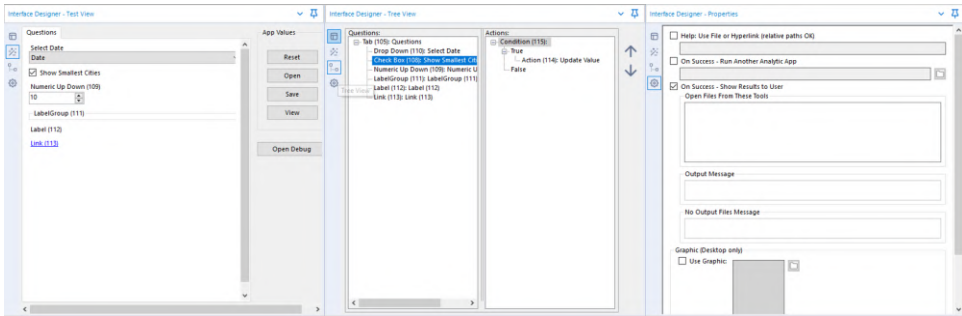 Interface Designer - Test View
Questions
Select Date
Date
Show Smallest Cities
Numeric Up Down (109)
10
LabelGroup (111)
Label (112)
Link (113)
App Values
Reset
Open
Save
View
Open Debug
Interface Designer - Tree View
Tree View
Questions:
Tab (105): Questions
Drop Down (110): Select Date
Check Box (108): Show Smallest Citi
Numeric Up Down (109): Numeric U
LabelGroup (111): LabelGroup (111)
Label (112): Label (112)
Link (113): Link (113)
Actions:
Condition (115)
True
Action (114): Update Value
False
Interface Designer - Properties
Help: Use File or Hyperlink (relative paths OK)
On Success - Run Another Analytic App
On Success - Show Results to User
Open Files From These Tools
Output Message
No Output Files Message
Graphic (Desktop only)
Use Graphic: